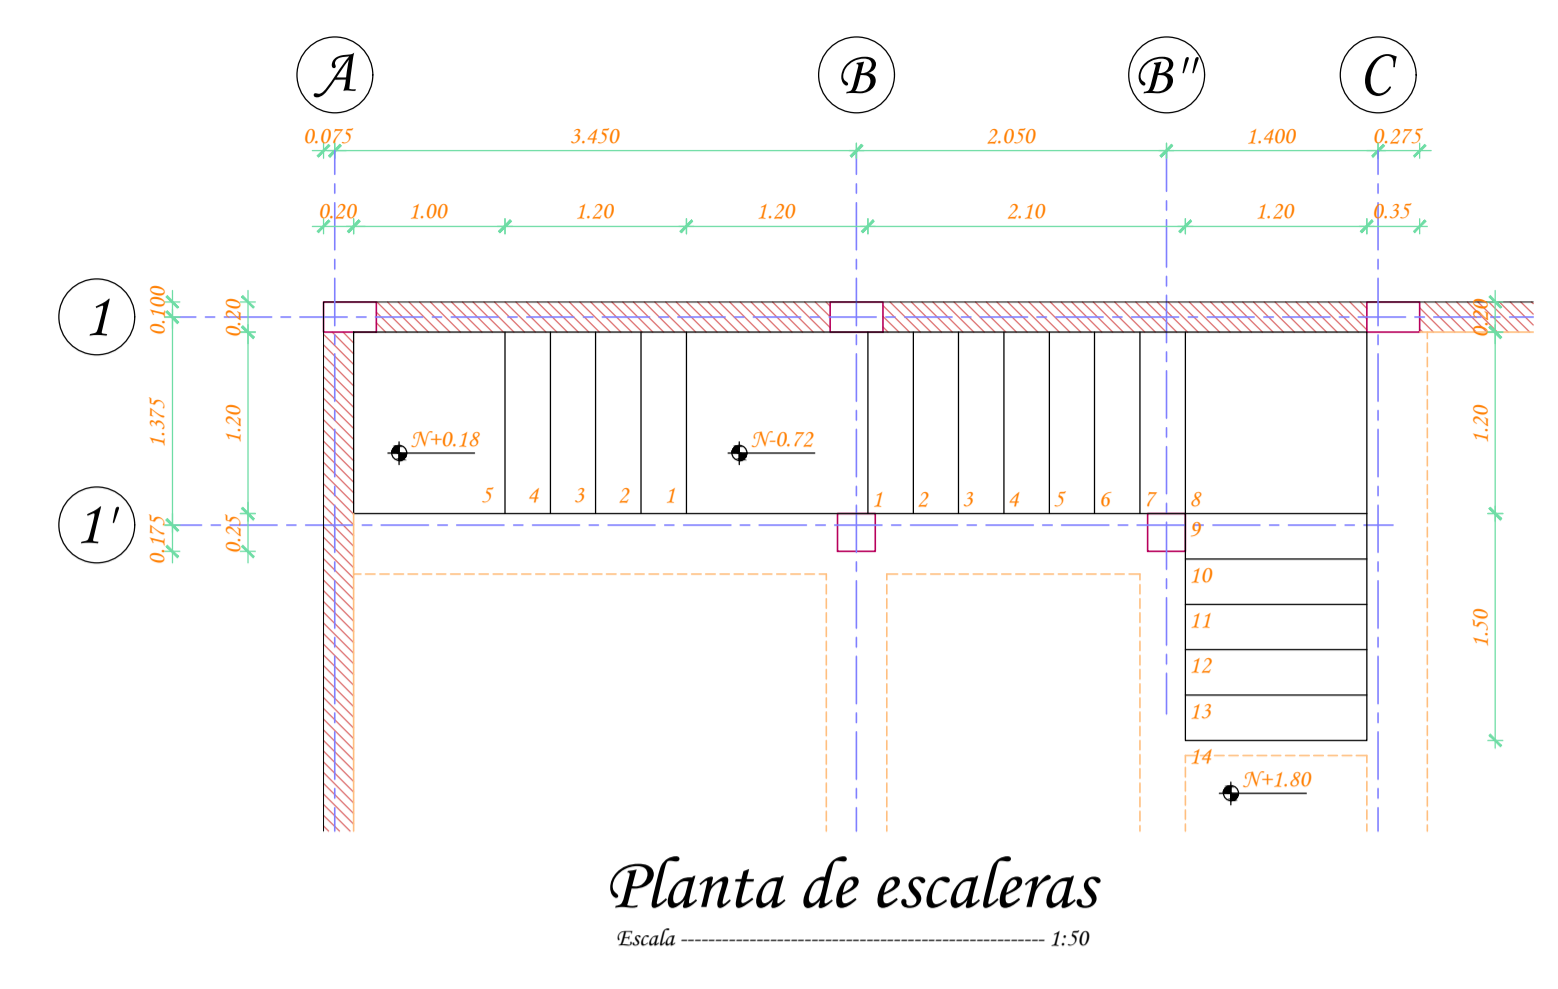 A B B" C
0.075 3.450 2.050 1.400 0.275
0.20 1.00 1.20 1.20 2.10 1.20 0.35
1
0.100
0.20
0.20
1.375
1.20
1.20
N+0.18
N-0.72
5 4 3 2 1
1 2 3 4 5 6 7 8
1'
0.175
0.25
9
10
11
12
13
14
1.50
N+1.80
Planta de escaleras
Escala ---------------------------------------------------- 1:50